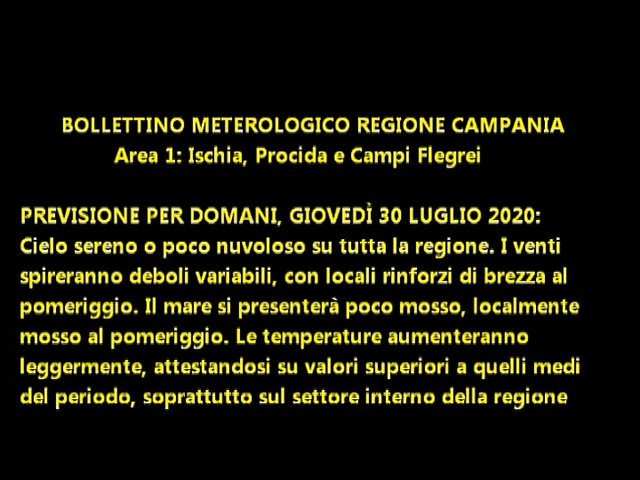 BOLLETTINO METEROLOGICO REGIONE CAMPANIA
Area 1: Ischia, Procida e Campi Flegrei
PREVISIONE PER DOMANI, GIOVEDÌ 30 LUGLIO 2020:
Cielo sereno o poco nuvoloso su tutta la regione. I venti
spireranno deboli variabili, con locali rinforzi di brezza al
pomeriggio. Il mare si presenterà poco mosso, localmente
mosso al pomeriggio. Le temperature aumenteranno
leggermente, attestandosi su valori superiori a quelli medi
del periodo, soprattutto sul settore interno della regione